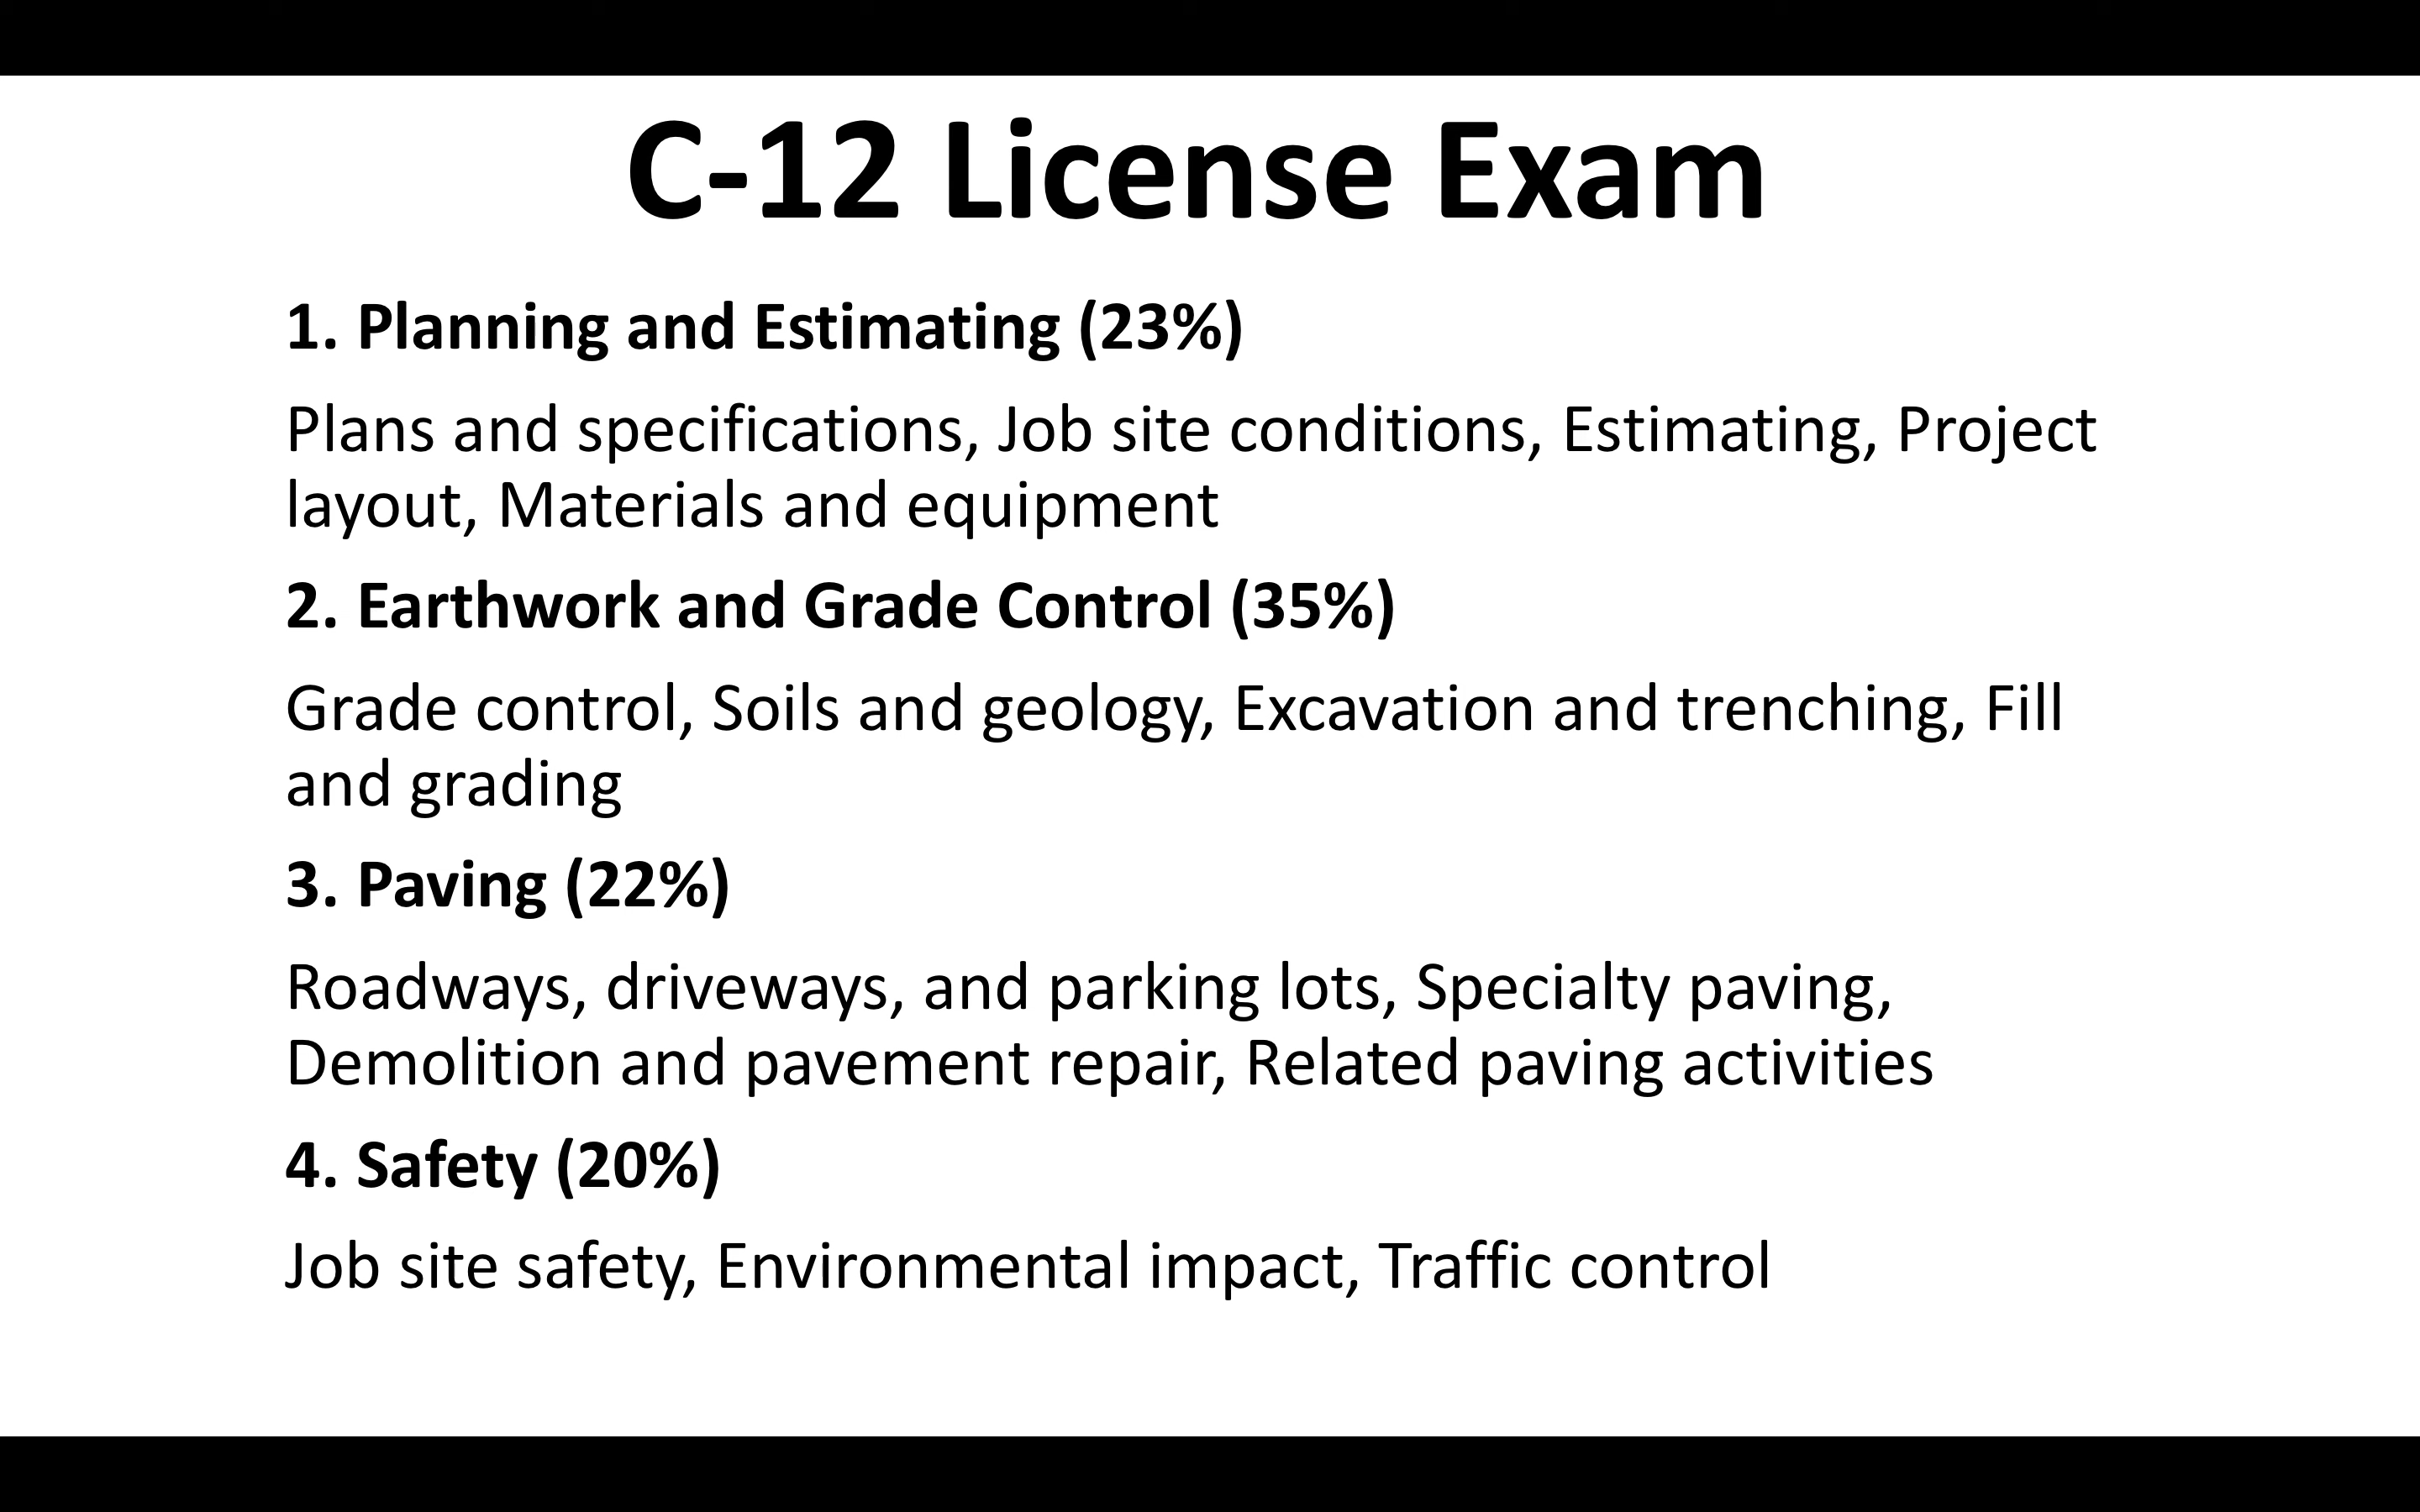 C-12 License Exam
1. Planning and Estimating (23%)
Plans and specifications, Job site conditions, Estimating, Project
layout, Materials and equipment
2. Earthwork and Grade Control (35%)
Grade control, Soils and geology, Excavation and trenching, Fill
and grading
3. Paving (22%)
Roadways, driveways, and parking lots, Specialty paving,
Demolition and pavement repair, Related paving activities
4. Safety (20%)
Job site safety, Environmental impact, Traffic control